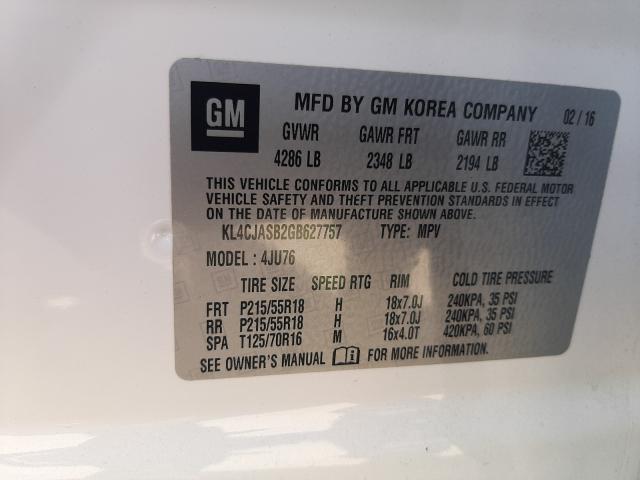 GM MFD BY GM KOREA COMPANY 02 / 16
GVWR GAWR FRT GAWR RR
4286 LB 2348 LB 2194 LB
THIS VEHICLE CONFORMS TO ALL APPLICABLE U.S. FEDERAL MOTOR
VEHICLE SAFETY AND THEFT PREVENTION STANDARDS IN EFFECT
ON THE DATE OF MANUFACTURE SHOWN ABOVE.
KL4CJASB2GB627757 TYPE: MPV
MODEL : 4JU76
TIRE SIZE SPEED RTG RIM COLD TIRE PRESSURE
FRT P215/55R18 H 18x7.0J 240KPA, 35 PSI
RR P215/55R18 H 18x7.0J 240KPA, 35 PSI
SPA T125/70R16 M 16x4.0T 420KPA, 60 PSI
SEE OWNER'S MANUAL FOR MORE INFORMATION.